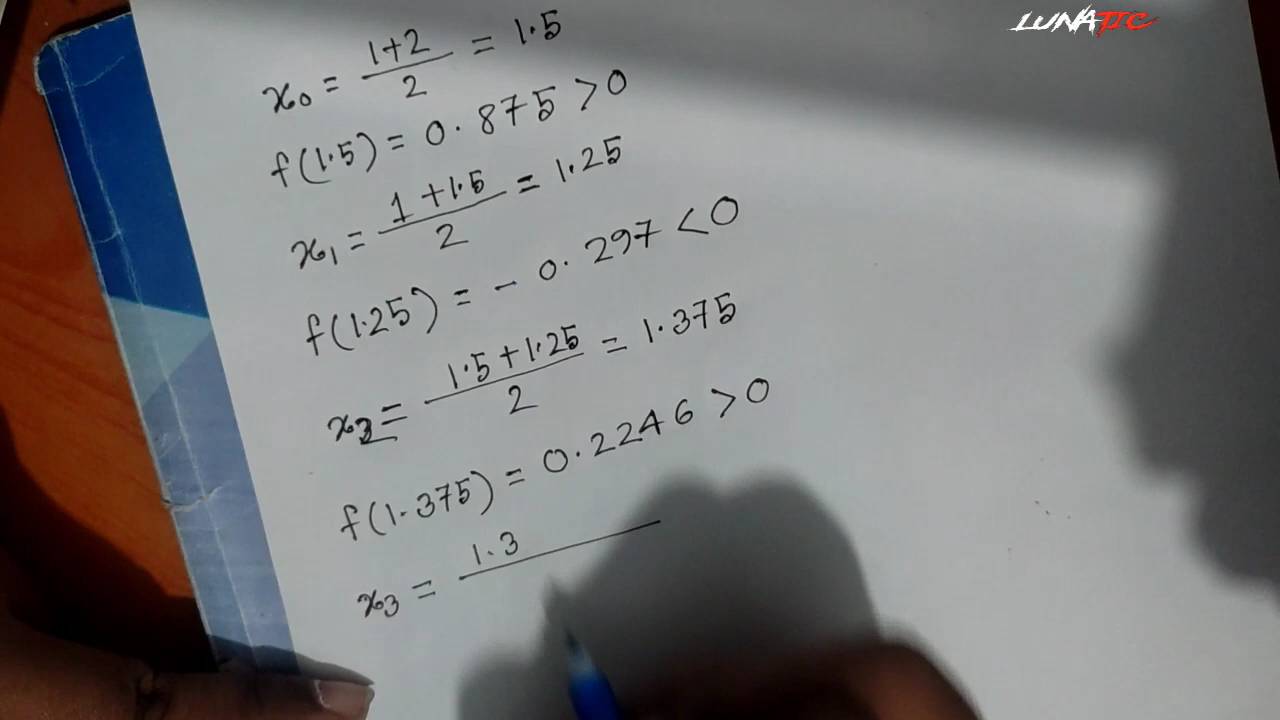 LUNATIC
x₀ = (1+2)/2 = 1.5
f(1.5) = 0.875 > 0
x₁ = (1+1.5)/2 = 1.25
f(1.25) = - 0.297 < 0
x₂ = (1.5+1.25)/2 = 1.375
f(1.375) = 0.2246 > 0
x₃ = 1.3